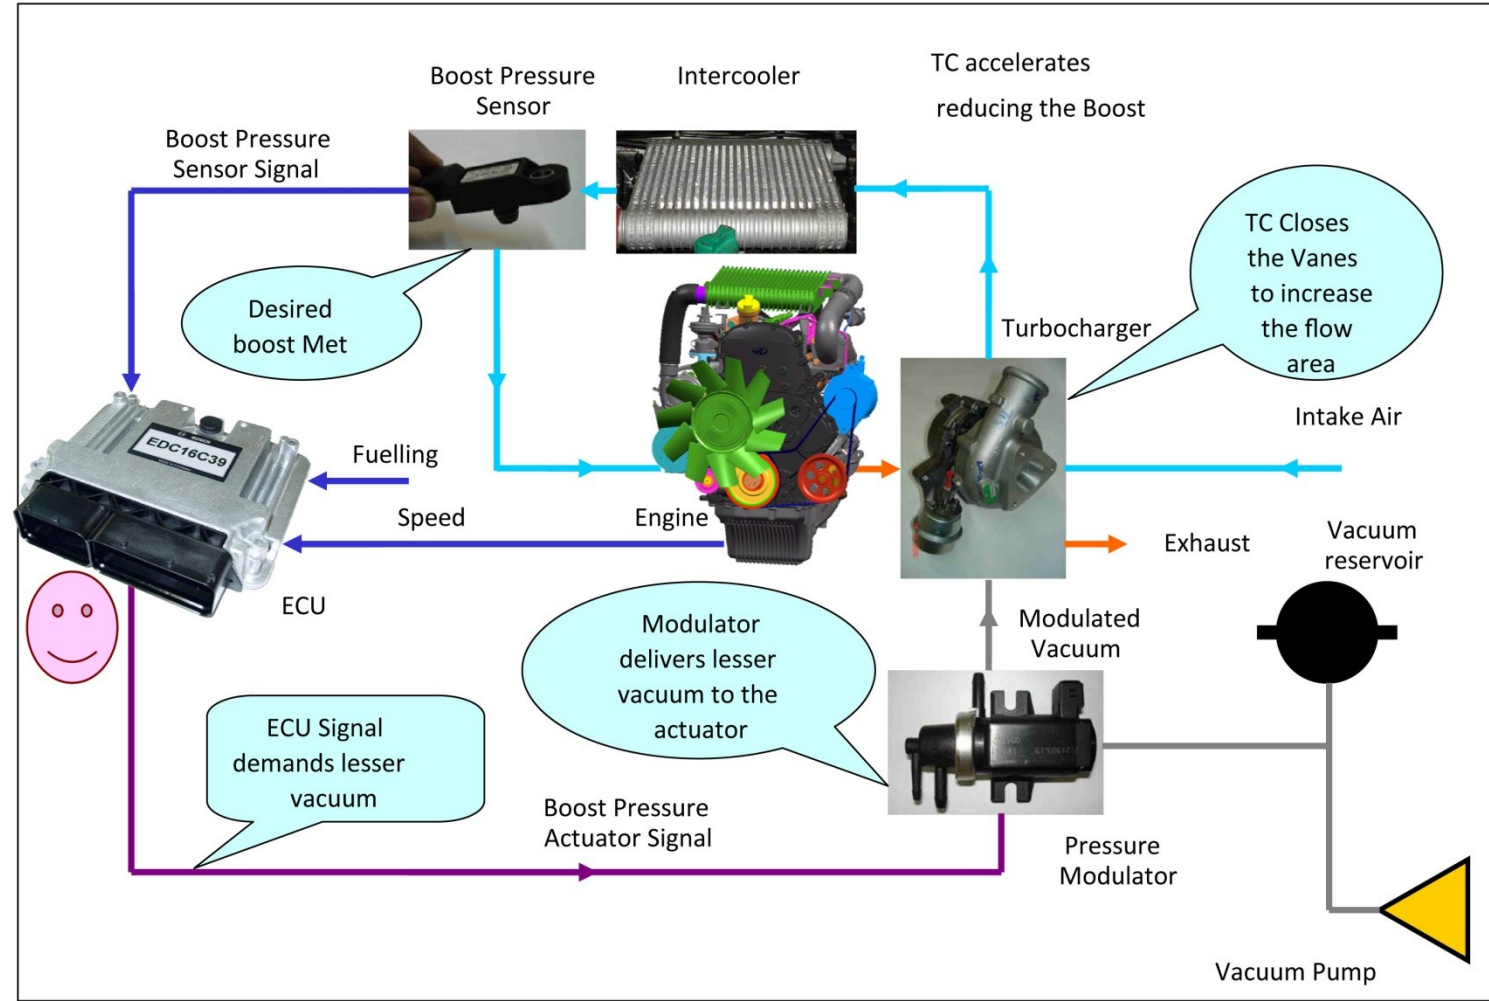 TC accelerates
reducing the Boost
Boost Pressure
Sensor
Intercooler
Boost Pressure
Sensor Signal
TC Closes
the Vanes
to increase
the flow
area
Desired
boost Met
Turbocharger
Intake Air
EDC16C39
Fuelling
Speed
Engine
Exhaust
Vacuum
reservoir
ECU
Modulator
delivers lesser
vacuum to the
actuator
Modulated
Vacuum
ECU Signal
demands lesser
vacuum
Boost Pressure
Actuator Signal
Pressure
Modulator
Vacuum Pump